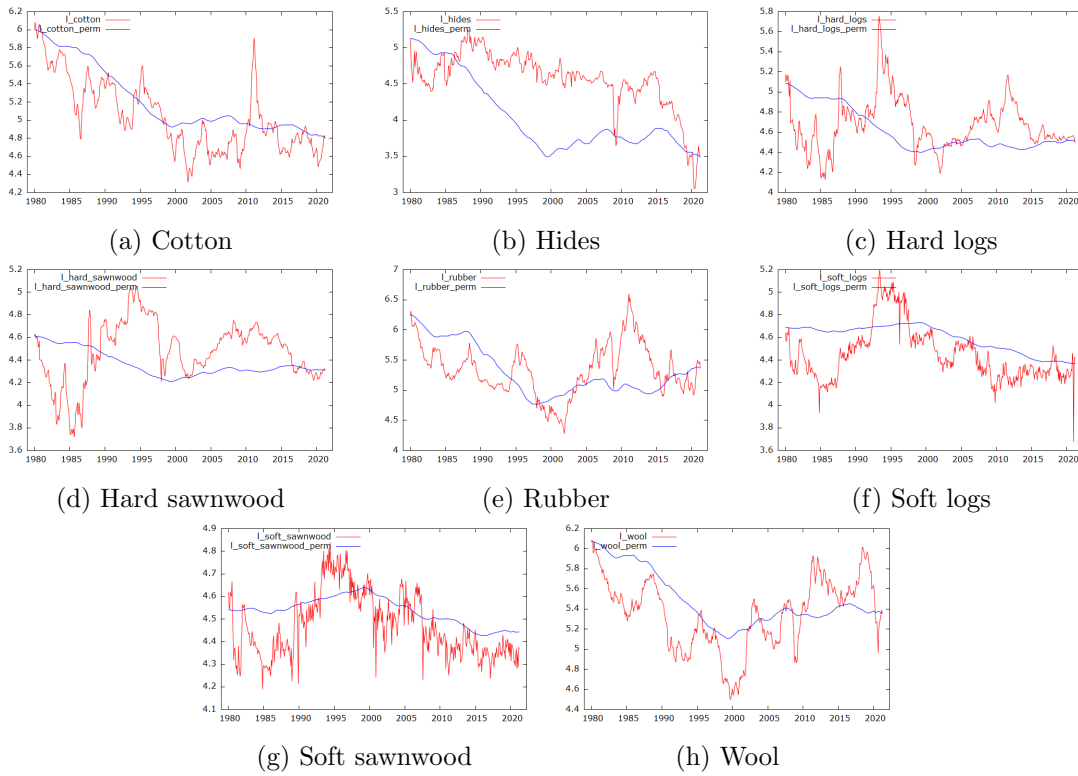 l_cotton
l_cotton_perm
6.2
6
5.8
5.6
5.4
5.2
5
4.8
4.6
4.4
4.2
1980 1985 1990 1995 2000 2005 2010 2015 2020
(a) Cotton
l_hides
l_hides_perm
5.5
5
4.5
4
3.5
3
1980 1985 1990 1995 2000 2005 2010 2015 2020
(b) Hides
l_hard_logs
l_hard_logs_perm
5.8
5.6
5.4
5.2
5
4.8
4.6
4.4
4.2
4
1980 1985 1990 1995 2000 2005 2010 2015 2020
(c) Hard logs
l_hard_sawnwood
l_hard_sawnwood_perm
5.2
5
4.8
4.6
4.4
4.2
4
3.8
3.6
1980 1985 1990 1995 2000 2005 2010 2015 2020
(d) Hard sawnwood
l_rubber
l_rubber_perm
7
6.5
6
5.5
5
4.5
4
1980 1985 1990 1995 2000 2005 2010 2015 2020
(e) Rubber
l_soft_logs
l_soft_logs_perm
5.2
5
4.8
4.6
4.4
4.2
4
3.8
3.6
1980 1985 1990 1995 2000 2005 2010 2015 2020
(f) Soft logs
l_soft_sawnwood
l_soft_sawnwood_perm
4.9
4.8
4.7
4.6
4.5
4.4
4.3
4.2
4.1
1980 1985 1990 1995 2000 2005 2010 2015 2020
(g) Soft sawnwood
l_wool
l_wool_perm
6.2
6
5.8
5.6
5.4
5.2
5
4.8
4.6
4.4
1980 1985 1990 1995 2000 2005 2010 2015 2020
(h) Wool